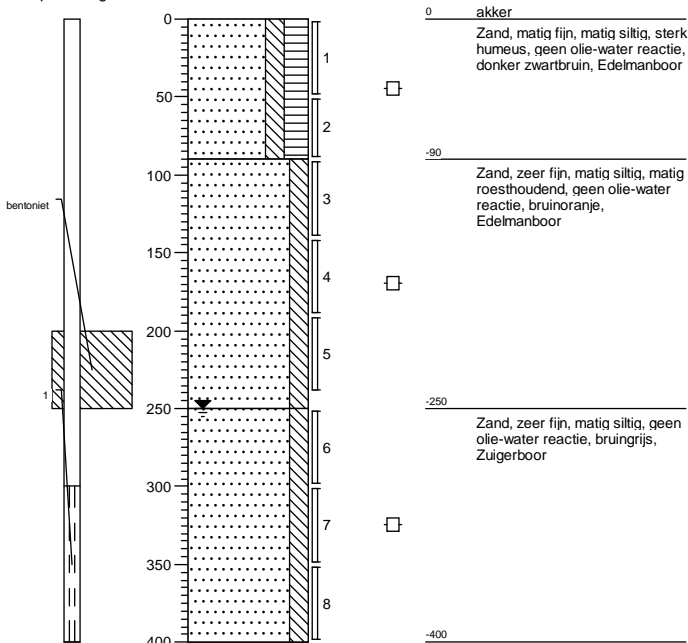 0
50
100
150
200
250
300
350
400
bentoniet
1
1
2
3
4
5
6
7
8
0 akker
Zand, matig fijn, matig siltig, sterk
humeus, geen olie-water reactie,
donker zwartbruin, Edelmanboor
-90
Zand, zeer fijn, matig siltig, matig
roesthoudend, geen olie-water
reactie, bruinoranje,
Edelmanboor
-250
Zand, zeer fijn, matig siltig, geen
olie-water reactie, bruingrijs,
Zuigerboor
-400